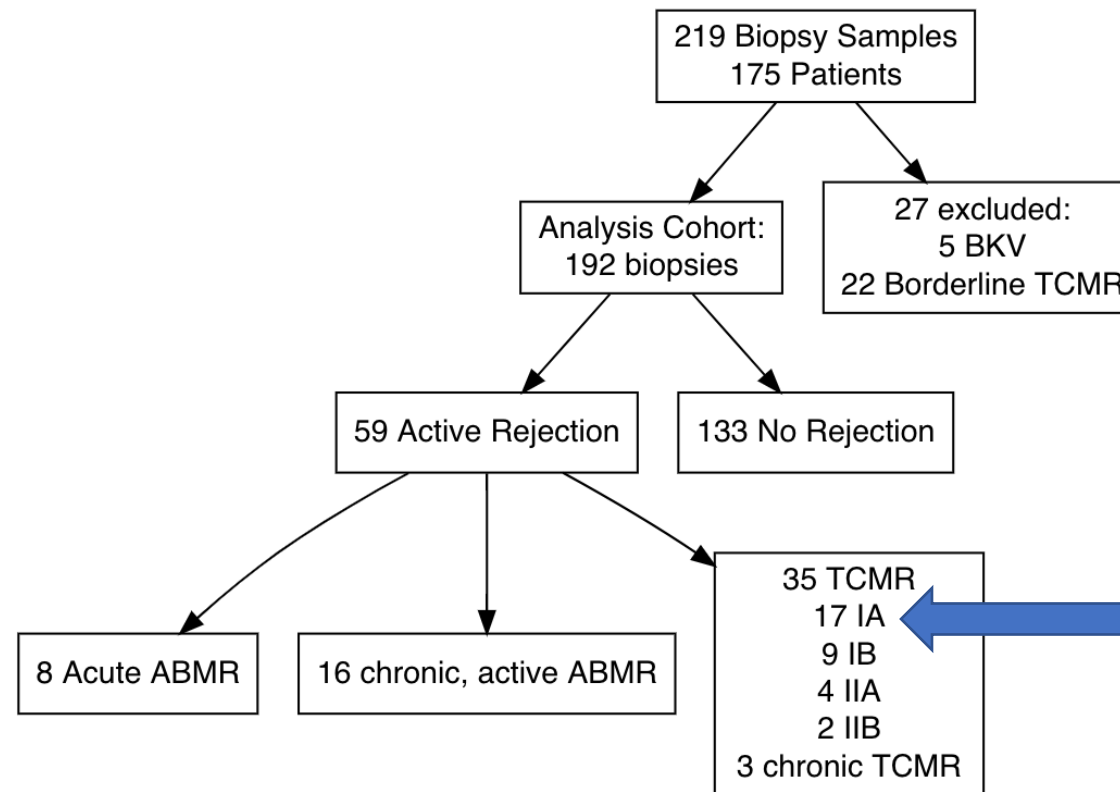 219 Biopsy Samples
175 Patients
Analysis Cohort:
192 biopsies
27 excluded:
5 BKV
22 Borderline TCMR
59 Active Rejection
133 No Rejection
8 Acute ABMR
16 chronic, active ABMR
35 TCMR
17 IA
9 IB
4 IIA
2 IIB
3 chronic TCMR